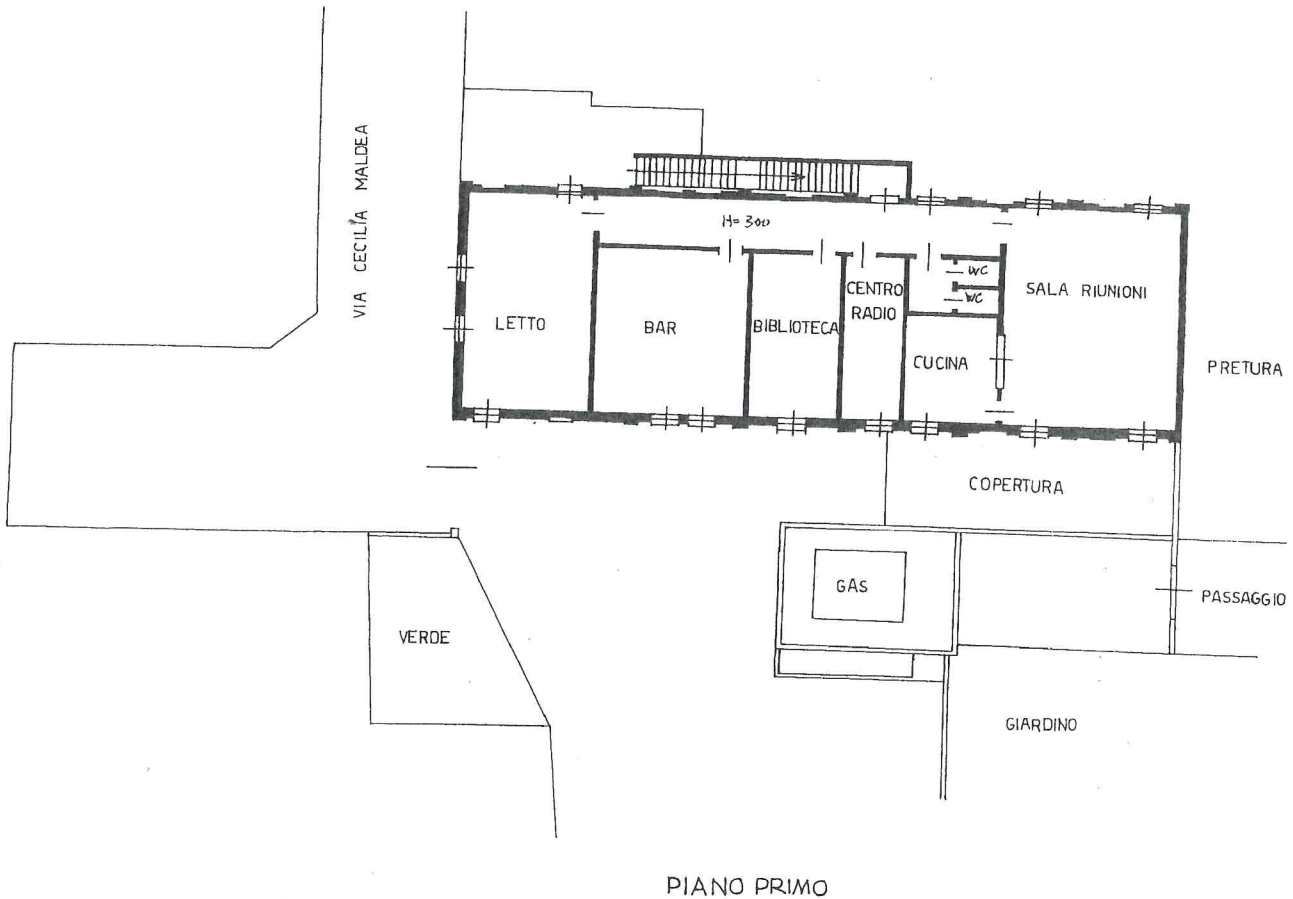 VIA CECILIA MALDEA
H=300
LETTO
BAR
BIBLIOTECA
CENTRO
RADIO
WC
WC
CUCINA
SALA RIUNIONI
PRETURA
COPERTURA
GAS
PASSAGGIO
VERDE
GIARDINO
PIANO PRIMO